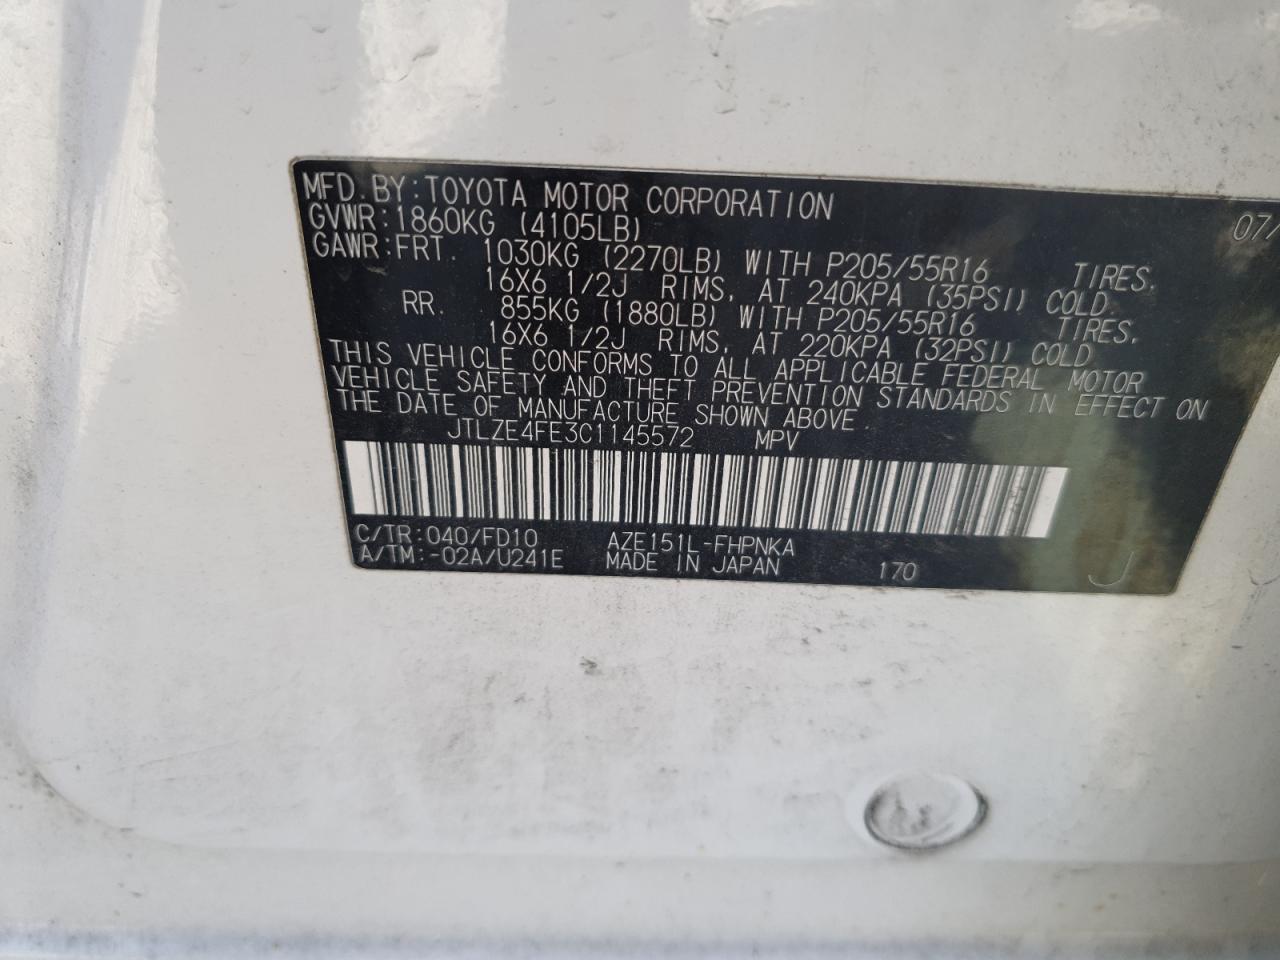 MFD. BY: TOYOTA MOTOR CORPORATION 07/
GVWR: 1860KG (4105LB)
GAWR: FRT. 1030KG (2270LB) WITH P205/55R16 TIRES,
16X6 1/2J RIMS, AT 240KPA (35PSI) COLD.
RR. 855KG (1880LB) WITH P205/55R16 TIRES,
16X6 1/2J RIMS, AT 220KPA (32PSI) COLD.
THIS VEHICLE CONFORMS TO ALL APPLICABLE FEDERAL MOTOR
VEHICLE SAFETY AND THEFT PREVENTION STANDARDS IN EFFECT ON
THE DATE OF MANUFACTURE SHOWN ABOVE.
JTLZE4FE3C1145572 MPV
C/TR: 040/FD10 AZE151L-FHPNKA
A/TM: -02A/U241E MADE IN JAPAN 170 J